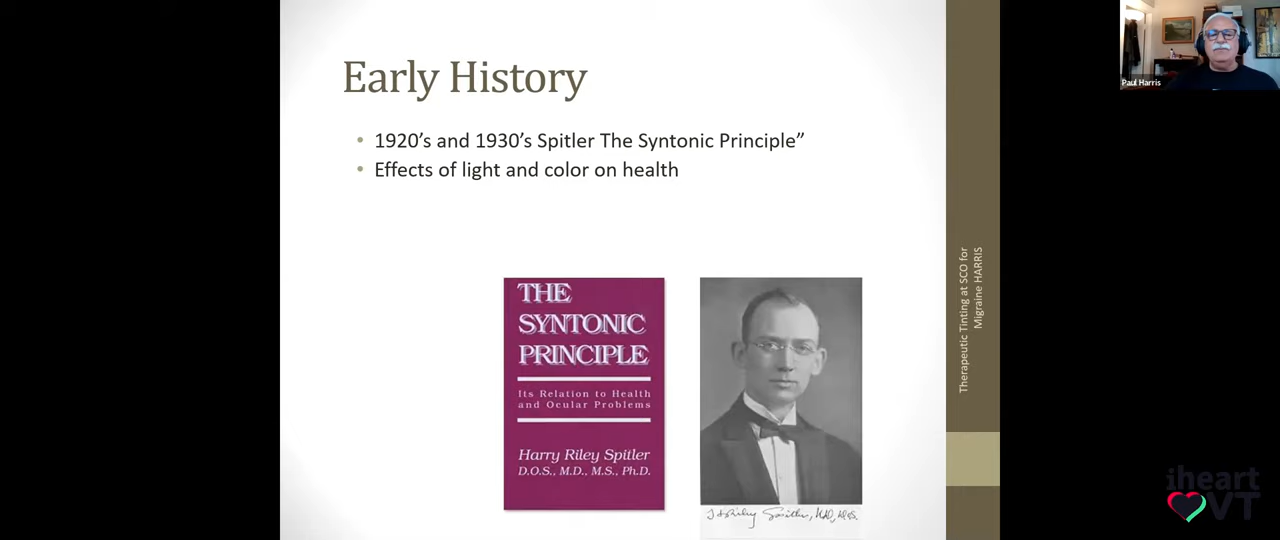 Early History
• 1920’s and 1930’s Spitler The Syntonic Principle”
• Effects of light and color on health
THE
SYNTONIC
PRINCIPLE
Its Relation to Health
and Ocular Problems
Harry Riley Spitler
D.O.S., M.D., M.S., Ph.D.
Therapeutic Tinting at SCO for
Migraine HARRIS
Paul Harris
iheart
VT